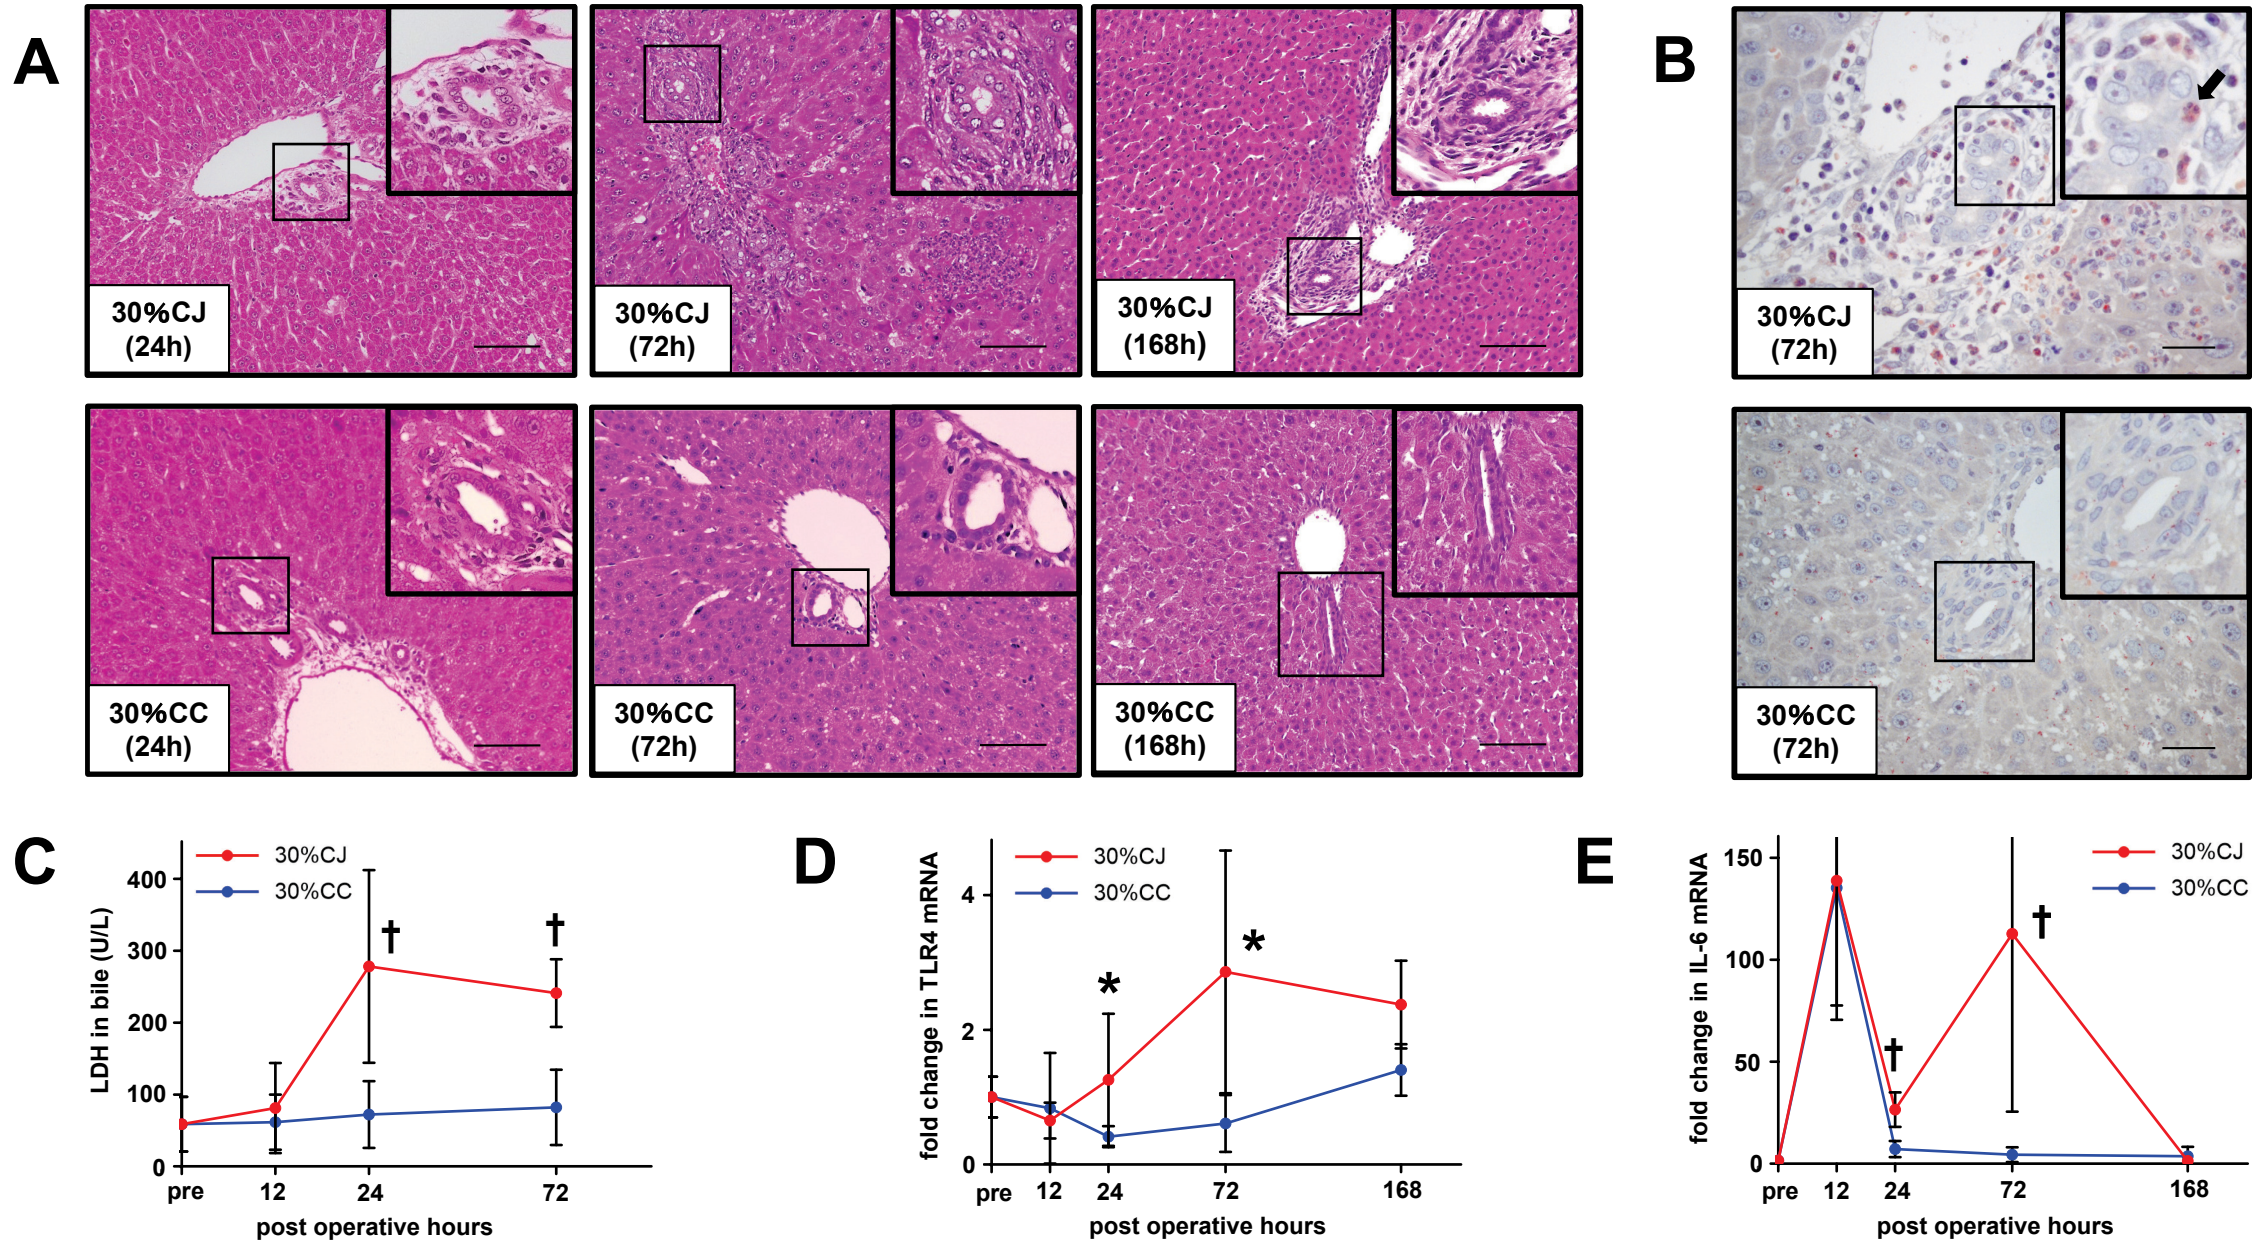 A
30%CJ
(24h)
30%CJ
(72h)
30%CJ
(168h)
B
30%CJ
(72h)
30%CC
(24h)
30%CC
(72h)
30%CC
(168h)
30%CC
(72h)
C
30%CJ
30%CC
LDH in bile (U/L)
400
300
200
100
0
†
†
pre
12
24
72
post operative hours
D
30%CJ
30%CC
fold change in TLR4 mRNA
4
2
0
*
*
pre
12
24
72
168
post operative hours
E
30%CJ
30%CC
fold change in IL-6 mRNA
150
100
50
0
†
†
pre
12
24
72
168
post operative hours